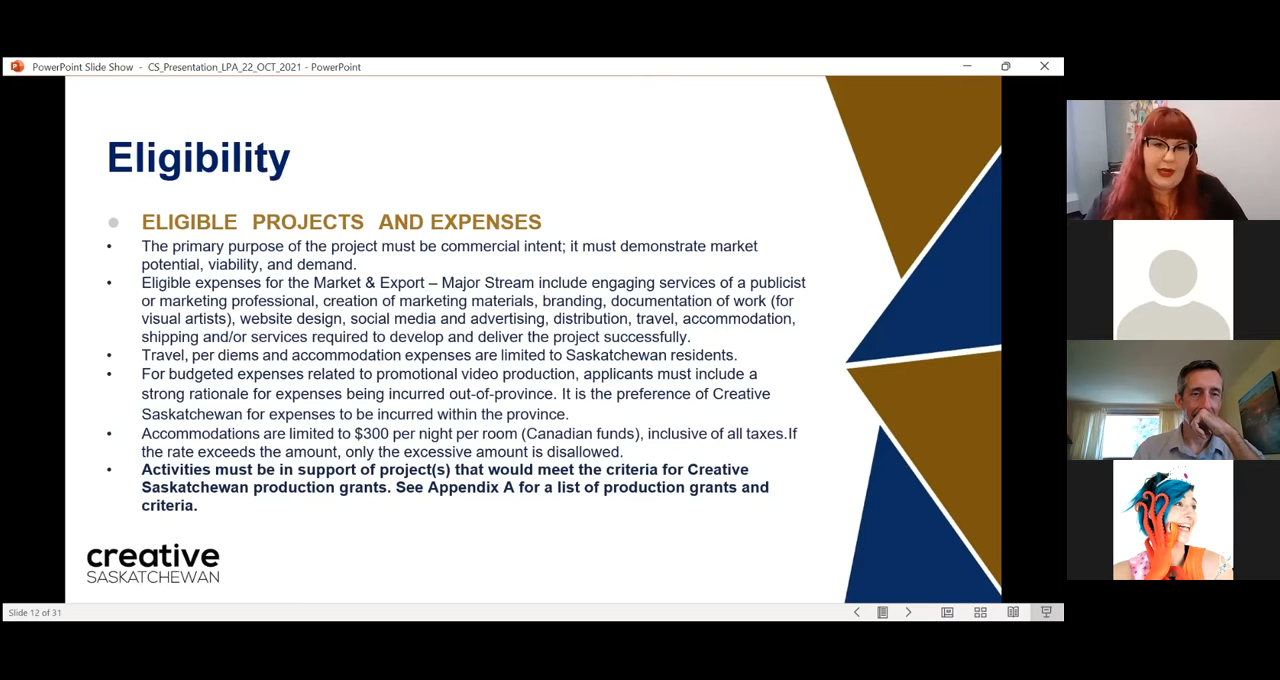 PowerPoint Slide Show - CS_Presentation_LPA_22_OCT_2021 - PowerPoint
Eligibility
ELIGIBLE PROJECTS AND EXPENSES
• The primary purpose of the project must be commercial intent; it must demonstrate market
potential, viability, and demand.
• Eligible expenses for the Market & Export – Major Stream include engaging services of a publicist
or marketing professional, creation of marketing materials, branding, documentation of work (for
visual artists), website design, social media and advertising, distribution, travel, accommodation,
shipping and/or services required to develop and deliver the project successfully.
• Travel, per diems and accommodation expenses are limited to Saskatchewan residents.
• For budgeted expenses related to promotional video production, applicants must include a
strong rationale for expenses being incurred out-of-province. It is the preference of Creative
Saskatchewan for expenses to be incurred within the province.
• Accommodations are limited to $300 per night per room (Canadian funds), inclusive of all taxes.If
the rate exceeds the amount, only the excessive amount is disallowed.
• Activities must be in support of project(s) that would meet the criteria for Creative
Saskatchewan production grants. See Appendix A for a list of production grants and
criteria.
creative
SASKATCHEWAN
Slide 12 of 31